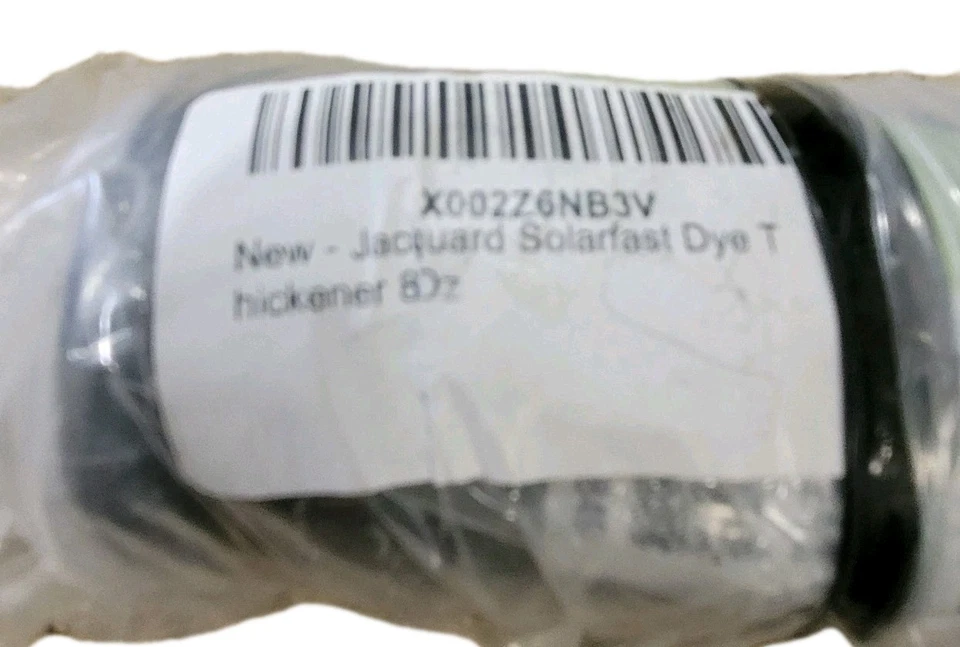 X002Z6NB3V
New - Jacquard Solarfast Dye T
hickener 8Oz